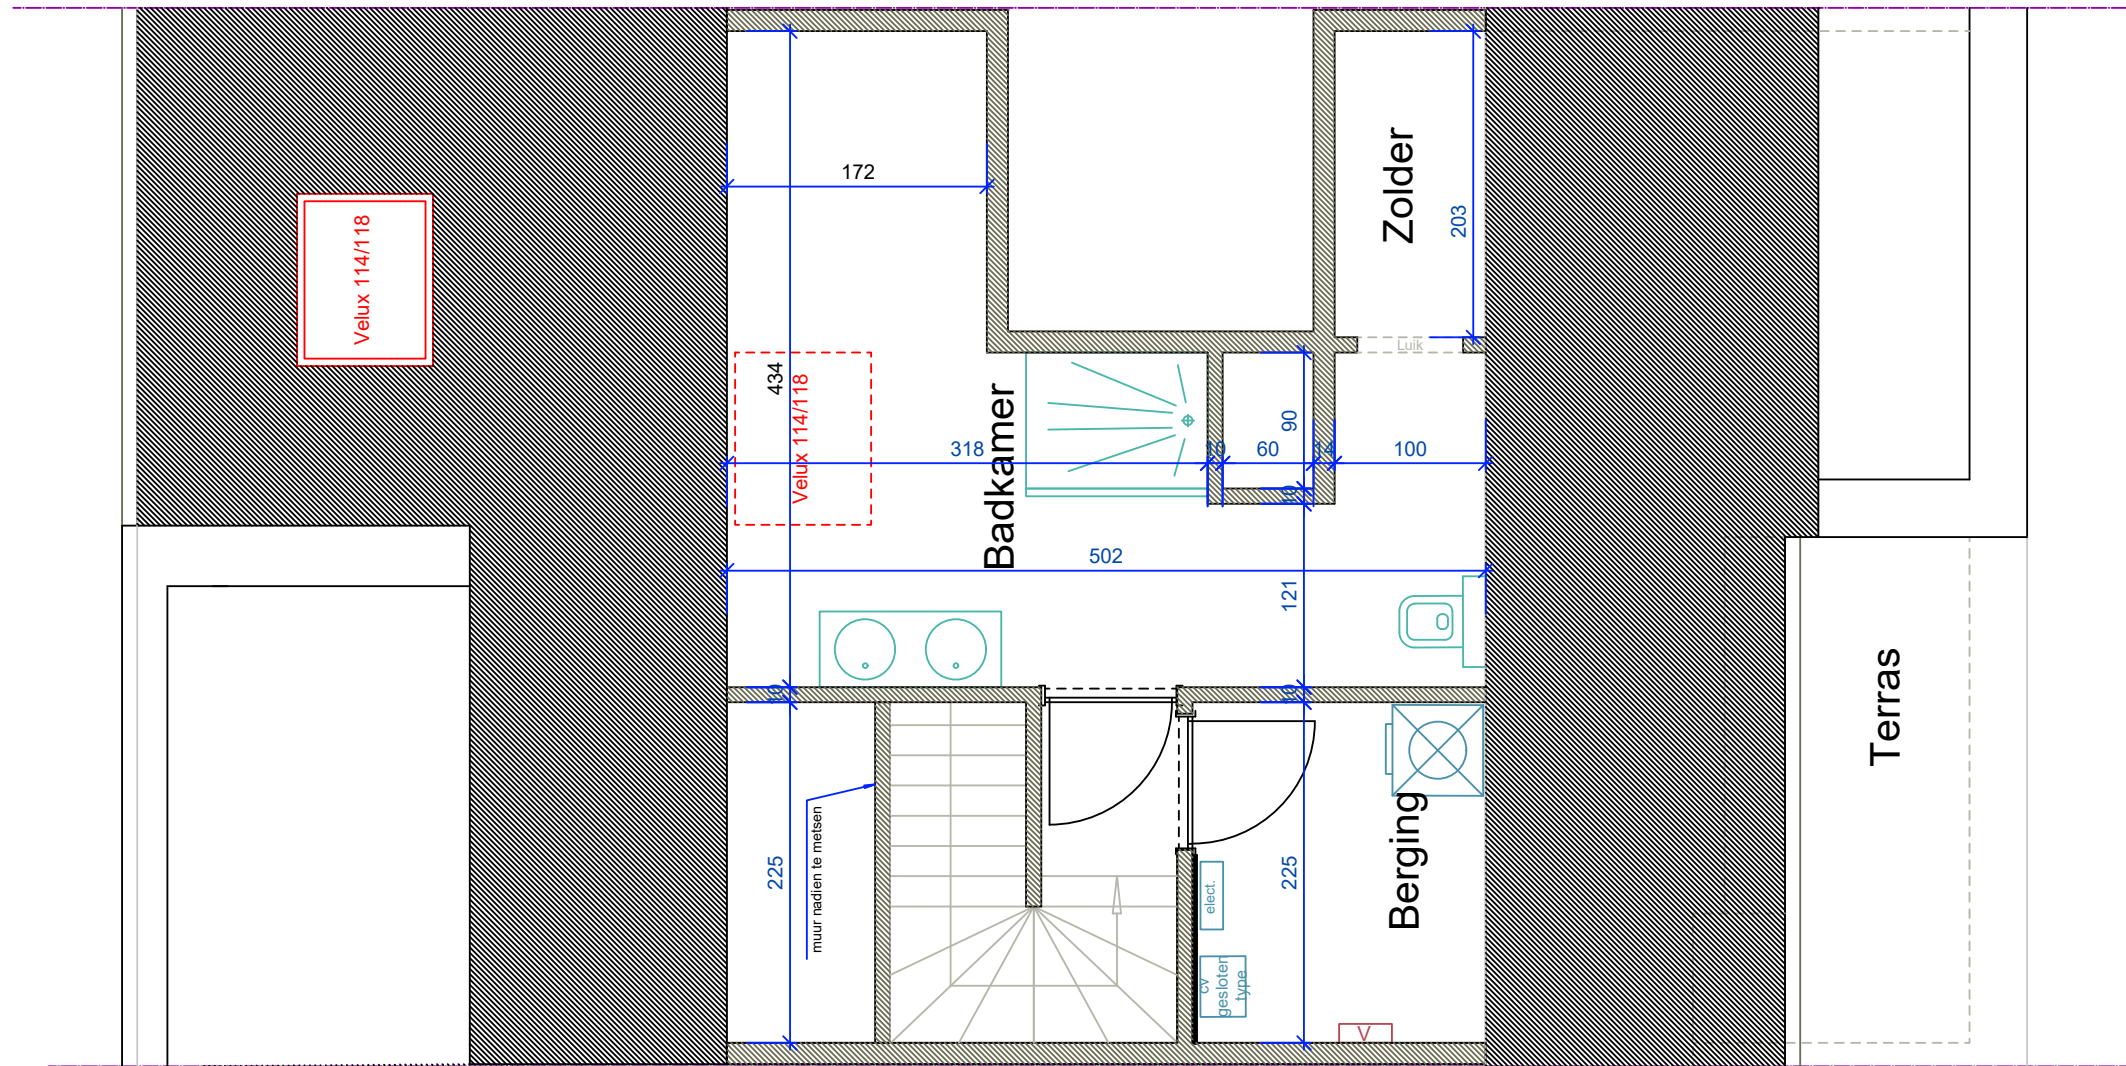 172
Zolder
203
Velux 114/118
Luik
434
Velux 114/118
Badkamer
90
318
10
60
14
100
10
502
121
10
10
Terras
muur nadien te metsen
225
225
Berging
elect.
cv
gesloten
type
V